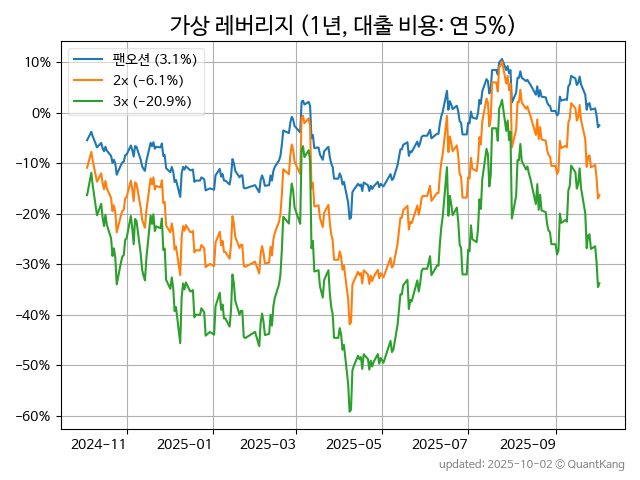 가상 레버리지 (1년, 대출 비용: 연 5%)
팬오션 (3.1%)
2x (−6.1%)
3x (−20.9%)
10%
0%
−10%
−20%
−30%
−40%
−50%
−60%
2024-11
2025-01
2025-03
2025-05
2025-07
2025-09
updated: 2025-10-02 © QuantKang